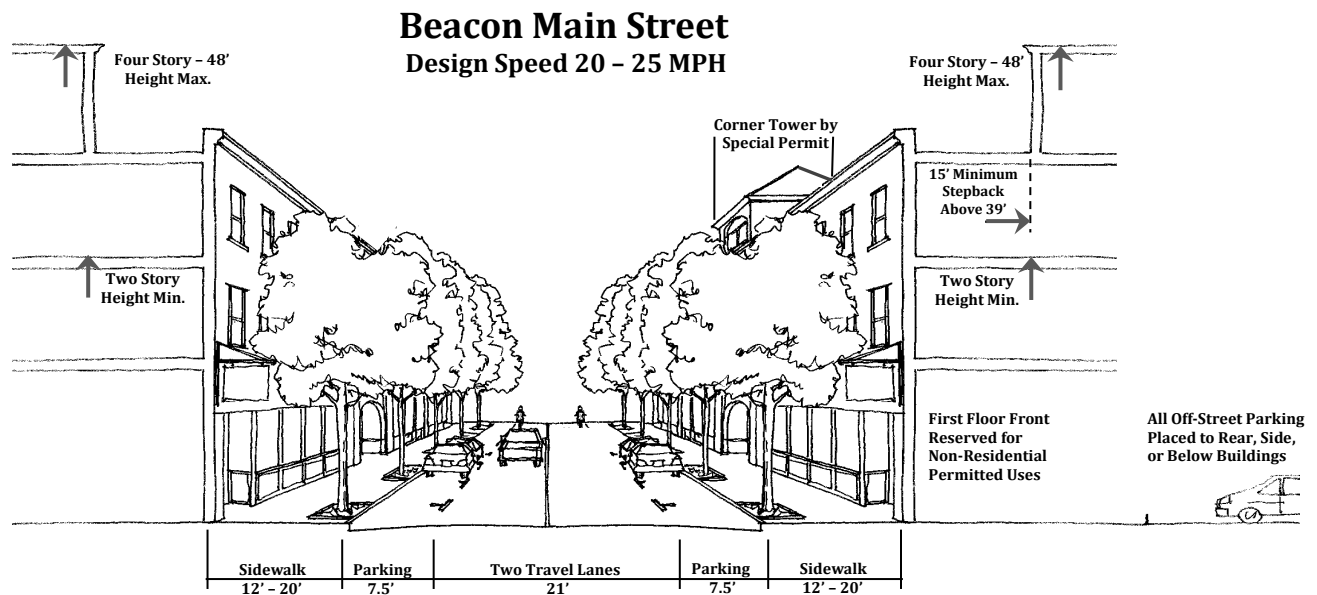 Beacon Main Street
Design Speed 20 – 25 MPH
Four Story – 48’
Height Max.
Four Story – 48’
Height Max.
Corner Tower by
Special Permit
15’ Minimum
Stepback
Above 39’
Two Story
Height Min.
Two Story
Height Min.
First Floor Front
Reserved for
Non-Residential
Permitted Uses
All Off-Street Parking
Placed to Rear, Side,
or Below Buildings
Sidewalk
12’ – 20’
Parking
7.5’
Two Travel Lanes
21’
Parking
7.5’
Sidewalk
12’ – 20’